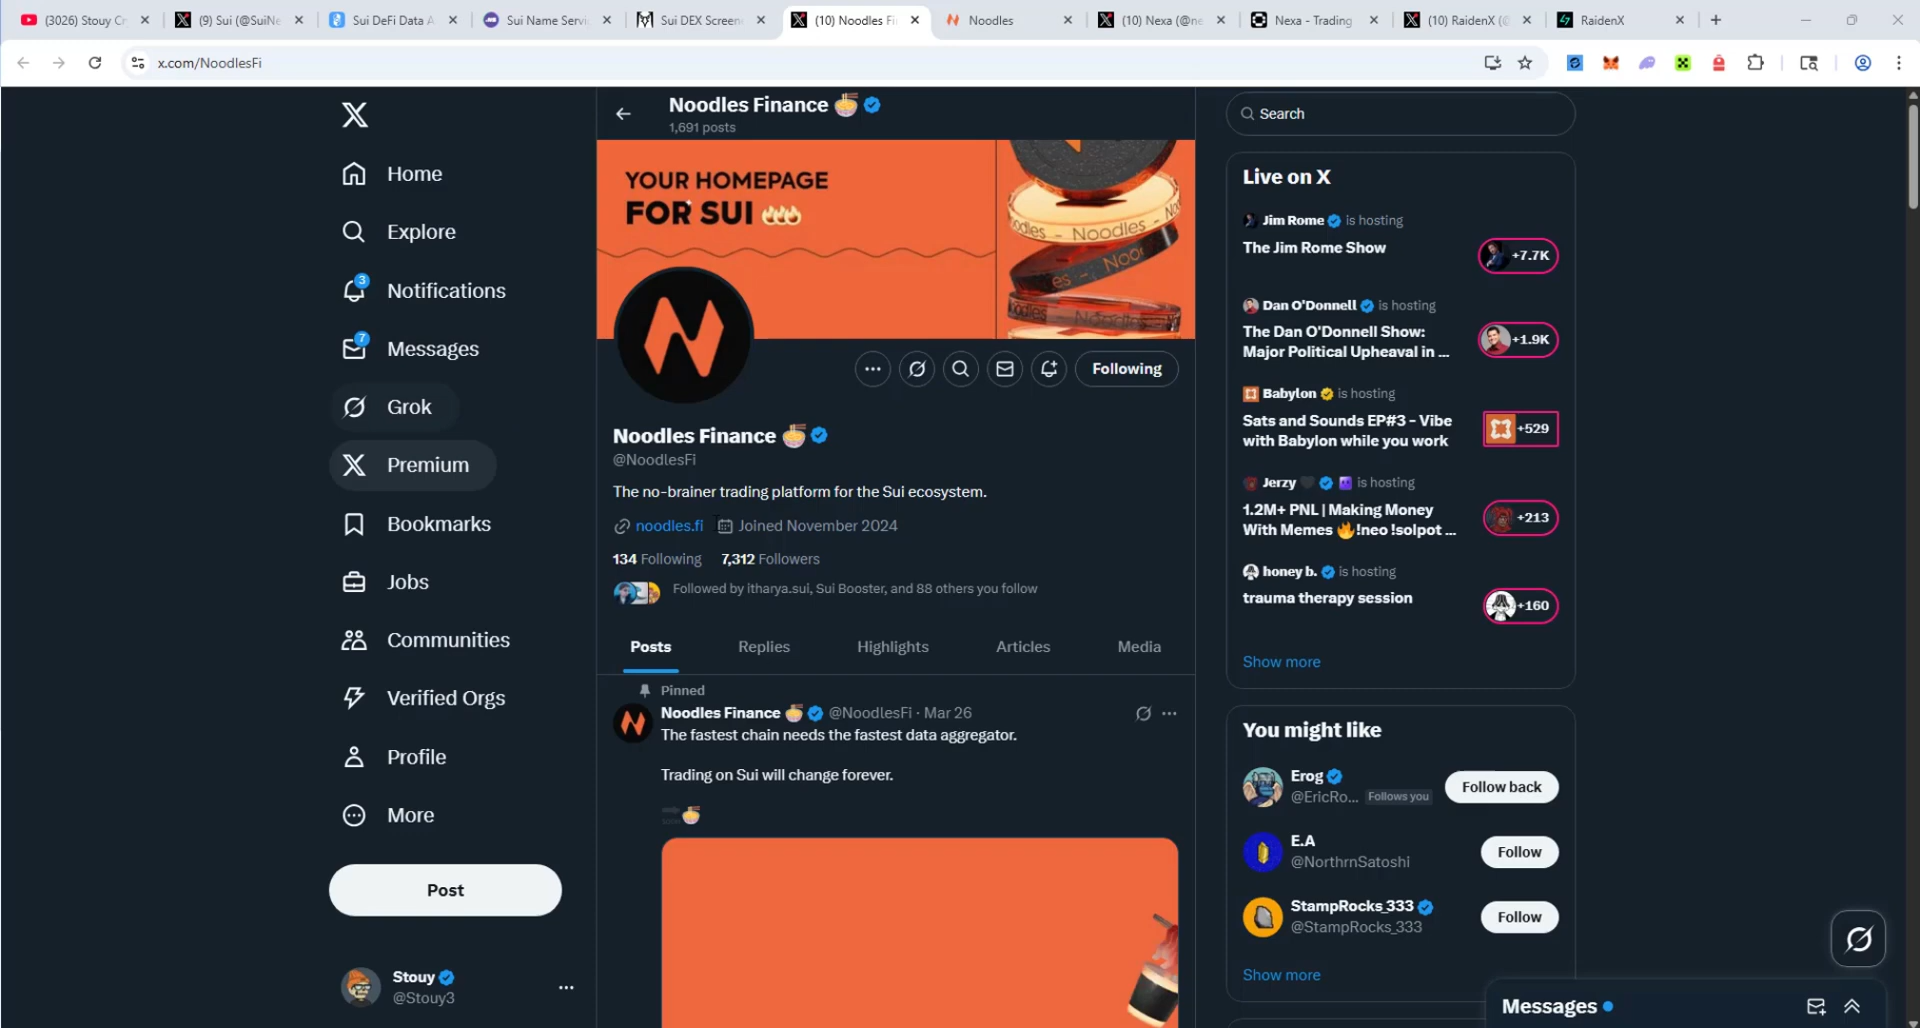 (3026) Stouy Cr
(9) Sui (@SuiNe
Sui DeFi Data A
Sui Name Servi
Sui DEX Screen
(10) Noodles Fi
Noodles
(10) Nexa (@ne
Nexa - Trading
(10) RaidenX (@
RaidenX
x.com/NoodlesFi
Noodles Finance
1,691 posts
YOUR HOMEPAGE
FOR SUI
Noodles
Home
Explore
3
Notifications
7
Messages
Grok
Premium
Bookmarks
Jobs
Communities
Verified Orgs
Profile
More
Post
Stouy
@Stouy3
Following
Noodles Finance
@NoodlesFi
The no-brainer trading platform for the Sui ecosystem.
noodles.fi Joined November 2024
134 Following 7,312 Followers
Followed by itharya.sui, Sui Booster, and 88 others you follow
Posts Replies Highlights Articles Media
Pinned
Noodles Finance @NoodlesFi · Mar 26
The fastest chain needs the fastest data aggregator.
Trading on Sui will change forever.
Search
Live on X
Jim Rome is hosting
The Jim Rome Show
+7.7K
Dan O'Donnell is hosting
The Dan O'Donnell Show:
Major Political Upheaval in ...
+1.9K
Babylon is hosting
Sats and Sounds EP#3 - Vibe
with Babylon while you work
+529
Jerzy is hosting
1.2M+ PNL | Making Money
With Memes 🔥!neo !solpot ...
+213
honey b. is hosting
trauma therapy session
+160
Show more
You might like
Erog
@EricRo... Follows you
Follow back
E.A
@NorthrnSatoshi
Follow
StampRocks_333
@StampRocks_333
Follow
Show more
Messages